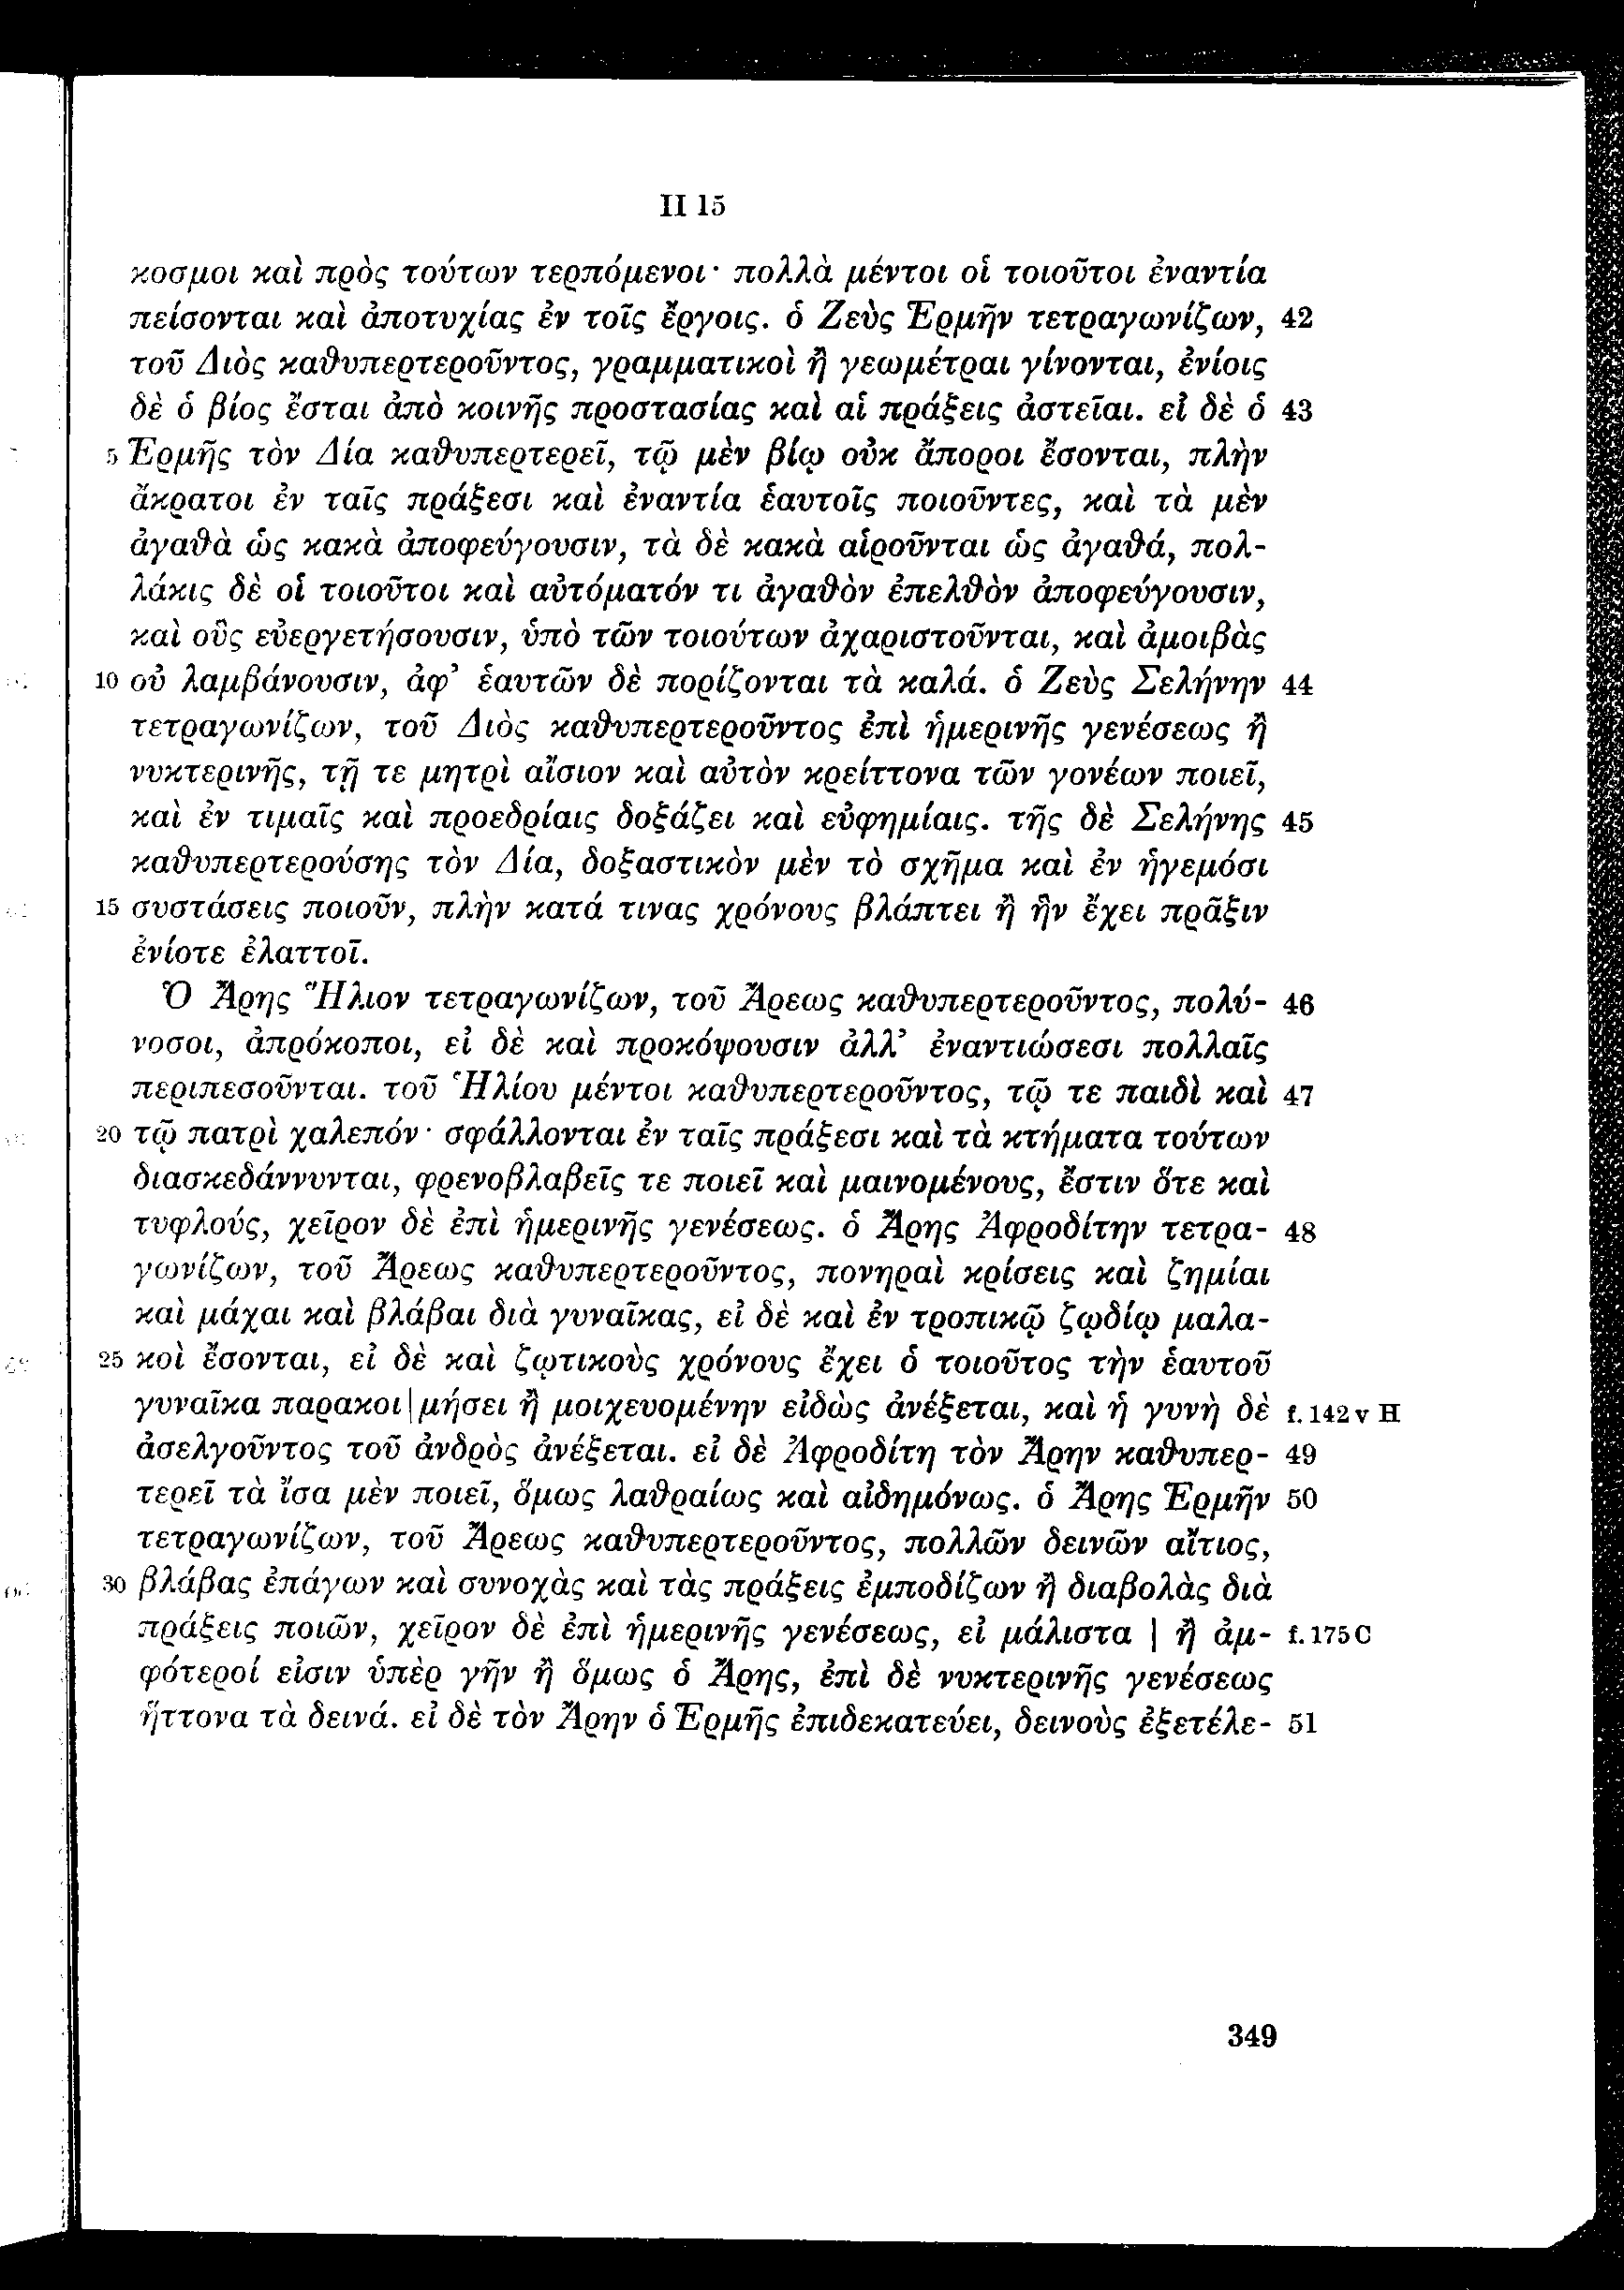 II 15
κοσμοι καὶ πρὸς τούτων τερπόμενοι· πολλὰ μέντοι οἱ τοιοῦτοι ἐναντία
πείσονται καὶ ἀποτυχίας ἐν τοῖς ἔργοις. ὁ Ζεὺς Ἑρμῆν τετραγωνίζων, 42
τοῦ Διὸς καθυπερτεροῦντος, γραμματικοὶ ἢ γεωμέτραι γίνονται, ἐνίοις
δὲ ὁ βίος ἔσται ἀπὸ κοινῆς προστασίας καὶ αἱ πράξεις ἀστεῖαι. εἰ δὲ ὁ 43
5 Ἑρμῆς τὸν Δία καθυπερτερεῖ, τῷ μὲν βίῳ οὐκ ἄποροι ἔσονται, πλὴν
ἄκρατοι ἐν ταῖς πράξεσι καὶ ἐναντία ἑαυτοῖς ποιοῦντες, καὶ τὰ μὲν
ἀγαθὰ ὡς κακὰ ἀποφεύγουσιν, τὰ δὲ κακὰ αἱροῦνται ὡς ἀγαθά, πολ-
λάκις δὲ οἱ τοιοῦτοι καὶ αὐτόματόν τι ἀγαθὸν ἐπελθὸν ἀποφεύγουσιν,
καὶ οὓς εὐεργετήσουσιν, ὑπὸ τῶν τοιούτων ἀχαριστοῦνται, καὶ ἀμοιβὰς
10 οὐ λαμβάνουσιν, ἀφ’ ἑαυτῶν δὲ πορίζονται τὰ καλά. ὁ Ζεὺς Σελήνην 44
τετραγωνίζων, τοῦ Διὸς καθυπερτεροῦντος ἐπὶ ἡμερινῆς γενέσεως ἢ
νυκτερινῆς, τῇ τε μητρὶ αἴσιον καὶ αὐτὸν κρείττονα τῶν γονέων ποιεῖ,
καὶ ἐν τιμαῖς καὶ προεδρίαις δοξάζει καὶ εὐφημίαις. τῆς δὲ Σελήνης 45
καθυπερτερούσης τὸν Δία, δοξαστικὸν μὲν τὸ σχῆμα καὶ ἐν ἡγεμόσι
15 συστάσεις ποιοῦν, πλὴν κατά τινας χρόνους βλάπτει ἢ ἣν ἔχει πρᾶξιν
ἐνίοτε ἐλαττοῖ.
Ὁ Ἄρης Ἥλιον τετραγωνίζων, τοῦ Ἄρεως καθυπερτεροῦντος, πολύ- 46
νοσοι, ἀπρόκοποι, εἰ δὲ καὶ προκόψουσιν ἀλλ’ ἐναντιώσεσι πολλαῖς
περιπεσοῦνται. τοῦ Ἡλίου μέντοι καθυπερτεροῦντος, τῷ τε παιδὶ καὶ 47
20 τῷ πατρὶ χαλεπόν· σφάλλονται ἐν ταῖς πράξεσι καὶ τὰ κτήματα τούτων
διασκεδάννυνται, φρενοβλαβεῖς τε ποιεῖ καὶ μαινομένους, ἔστιν ὅτε καὶ
τυφλούς, χεῖρον δὲ ἐπὶ ἡμερινῆς γενέσεως. ὁ Ἄρης Ἀφροδίτην τετρα- 48
γωνίζων, τοῦ Ἄρεως καθυπερτεροῦντος, πονηραὶ κρίσεις καὶ ζημίαι
καὶ μάχαι καὶ βλάβαι διὰ γυναῖκας, εἰ δὲ καὶ ἐν τροπικῷ ζῳδίῳ μαλα-
25 κοὶ ἔσονται, εἰ δὲ καὶ ζῳτικοὺς χρόνους ἔχει ὁ τοιοῦτος τὴν ἑαυτοῦ
γυναῖκα παρακοι|μήσει ἢ μοιχευομένην εἰδὼς ἀνέξεται, καὶ ἡ γυνὴ δὲ f. 142 v H
ἀσελγοῦντος τοῦ ἀνδρὸς ἀνέξεται. εἰ δὲ Ἀφροδίτη τὸν Ἄρην καθυπερ- 49
τερεῖ τὰ ἴσα μὲν ποιεῖ, ὅμως λαθραίως καὶ αἰδημόνως. ὁ Ἄρης Ἑρμῆν 50
τετραγωνίζων, τοῦ Ἄρεως καθυπερτεροῦντος, πολλῶν δεινῶν αἴτιος,
30 βλάβας ἐπάγων καὶ συνοχὰς καὶ τὰς πράξεις ἐμποδίζων ἢ διαβολὰς διὰ
πράξεις ποιῶν, χεῖρον δὲ ἐπὶ ἡμερινῆς γενέσεως, εἰ μάλιστα | ἢ ἀμ- f. 175 C
φότεροί εἰσιν ὑπὲρ γῆν ἢ ὅμως ὁ Ἄρης, ἐπὶ δὲ νυκτερινῆς γενέσεως
ἥττονα τὰ δεινά. εἰ δὲ τὸν Ἄρην ὁ Ἑρμῆς ἐπιδεκατεύει, δεινοὺς ἐξετέλε- 51
349